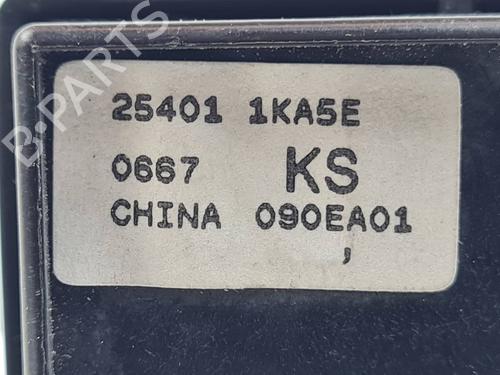 B-PARTS
25401 1KA5E
0667 KS
CHINA 090EA01
,